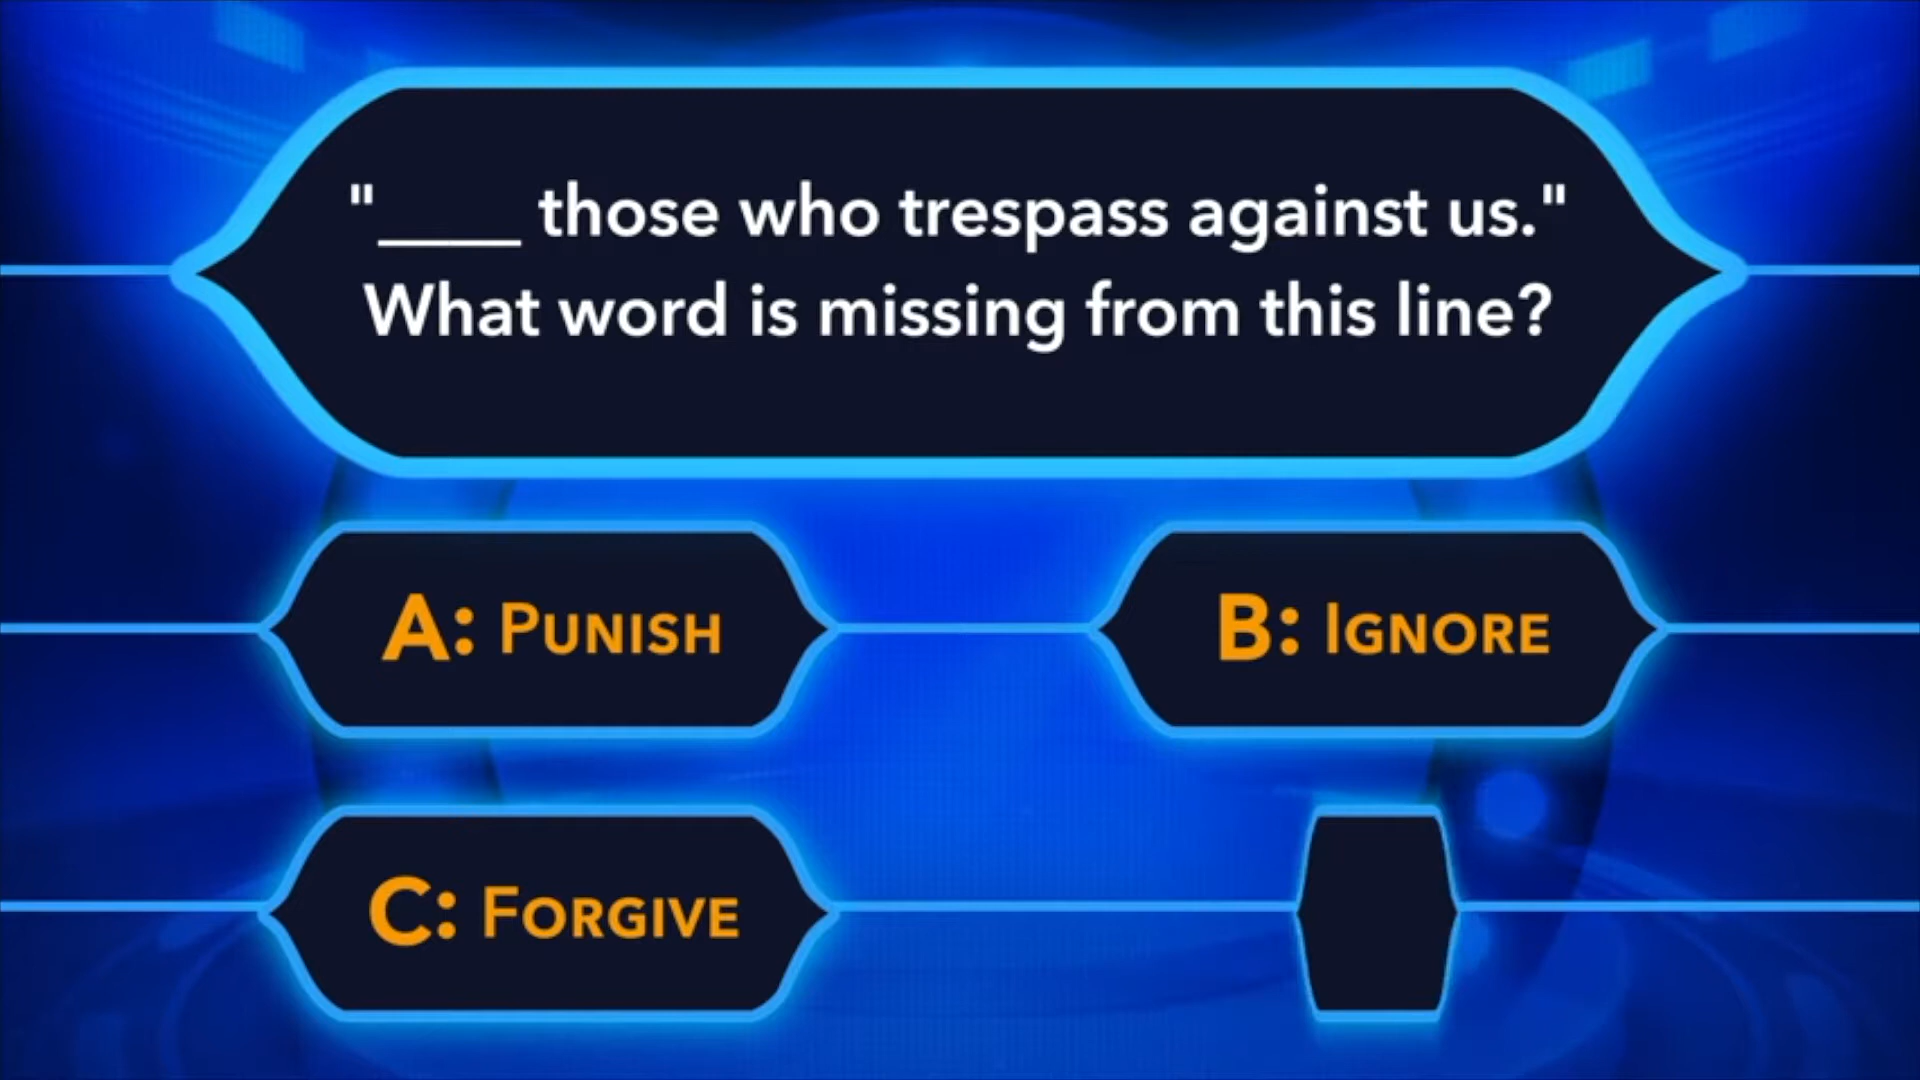 "____ those who trespass against us."
What word is missing from this line?
A: Punish
B: Ignore
C: Forgive